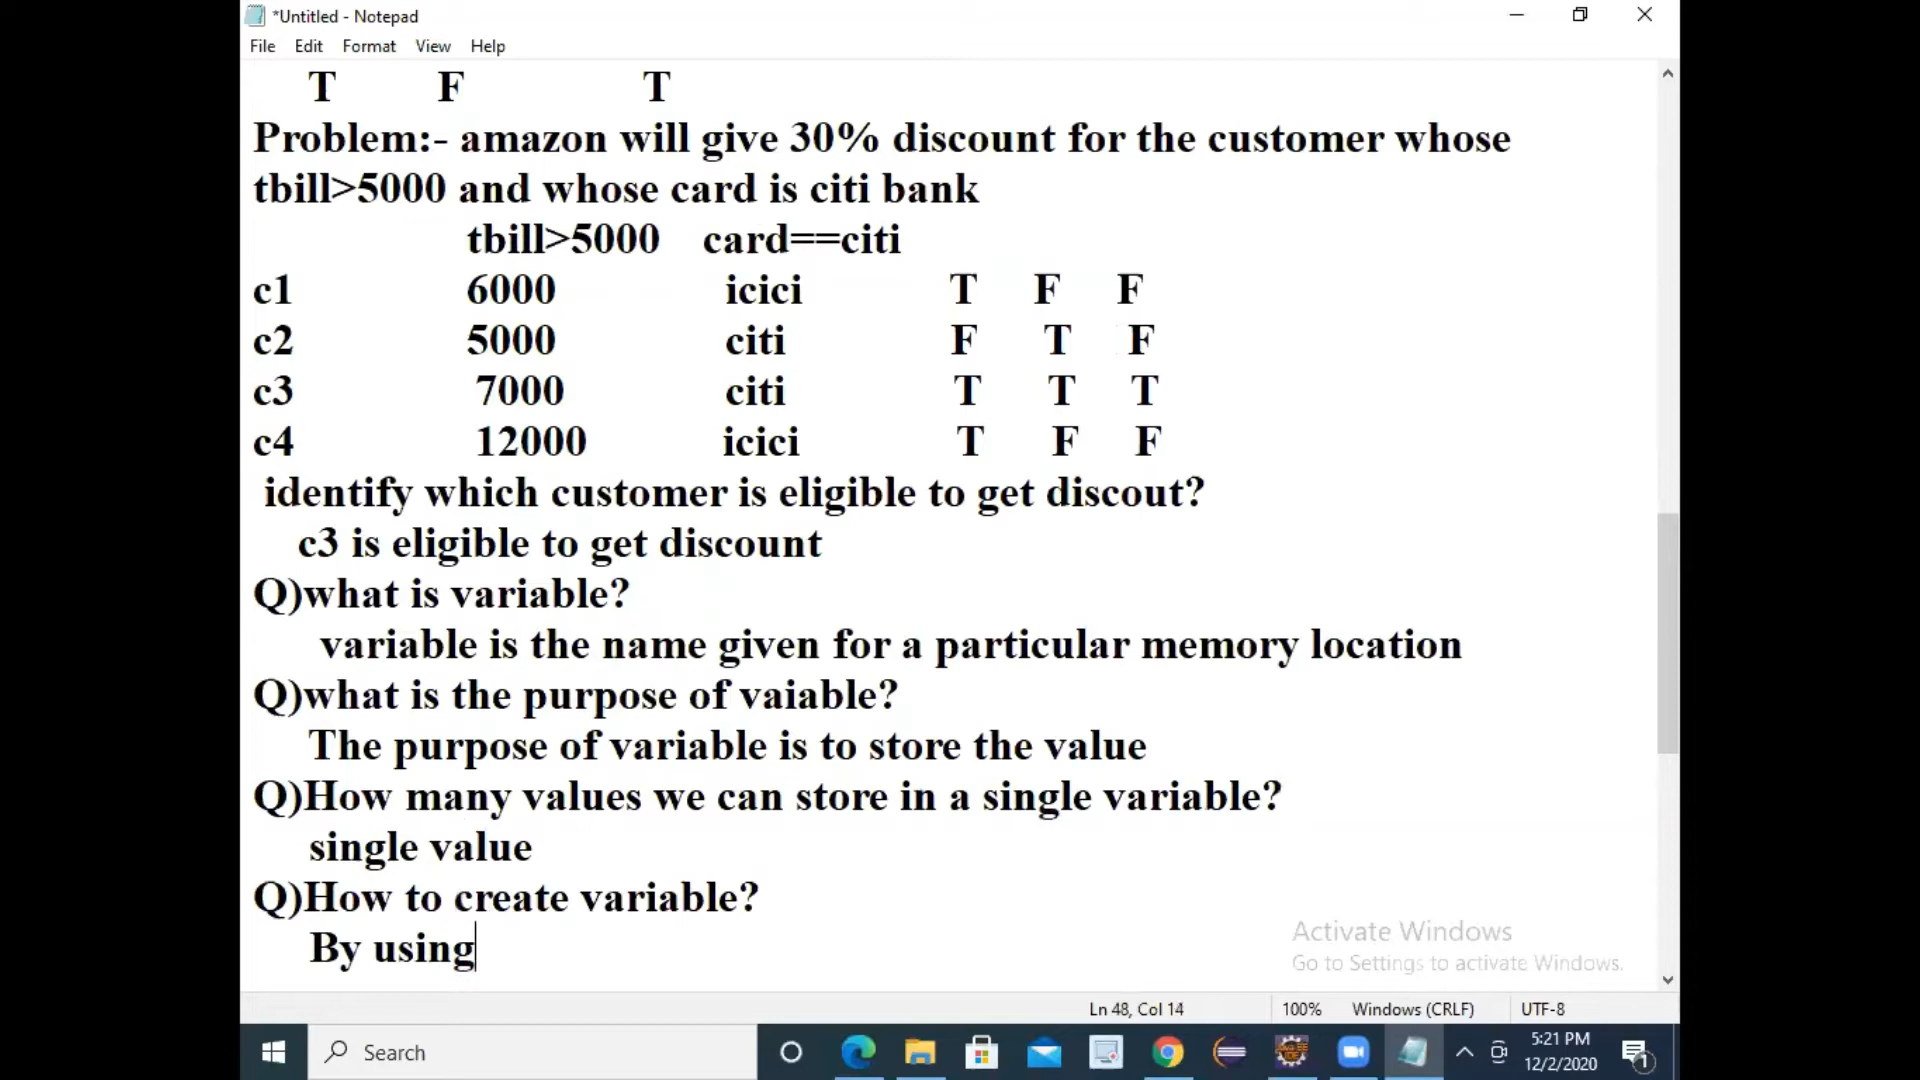 *Untitled - Notepad
File Edit Format View Help
T F T
Problem:- amazon will give 30% discount for the customer whose
tbill>5000 and whose card is citi bank
tbill>5000 card==citi
c1 6000 icici T F F
c2 5000 citi F T F
c3 7000 citi T T T
c4 12000 icici T F F
identify which customer is eligible to get discout?
c3 is eligible to get discount
Q)what is variable?
variable is the name given for a particular memory location
Q)what is the purpose of vaiable?
The purpose of variable is to store the value
Q)How many values we can store in a single variable?
single value
Q)How to create variable?
By using
Activate Windows
Go to Settings to activate Windows.
Ln 48, Col 14 100% Windows (CRLF) UTF-8
Search
5:21 PM
12/2/2020
1